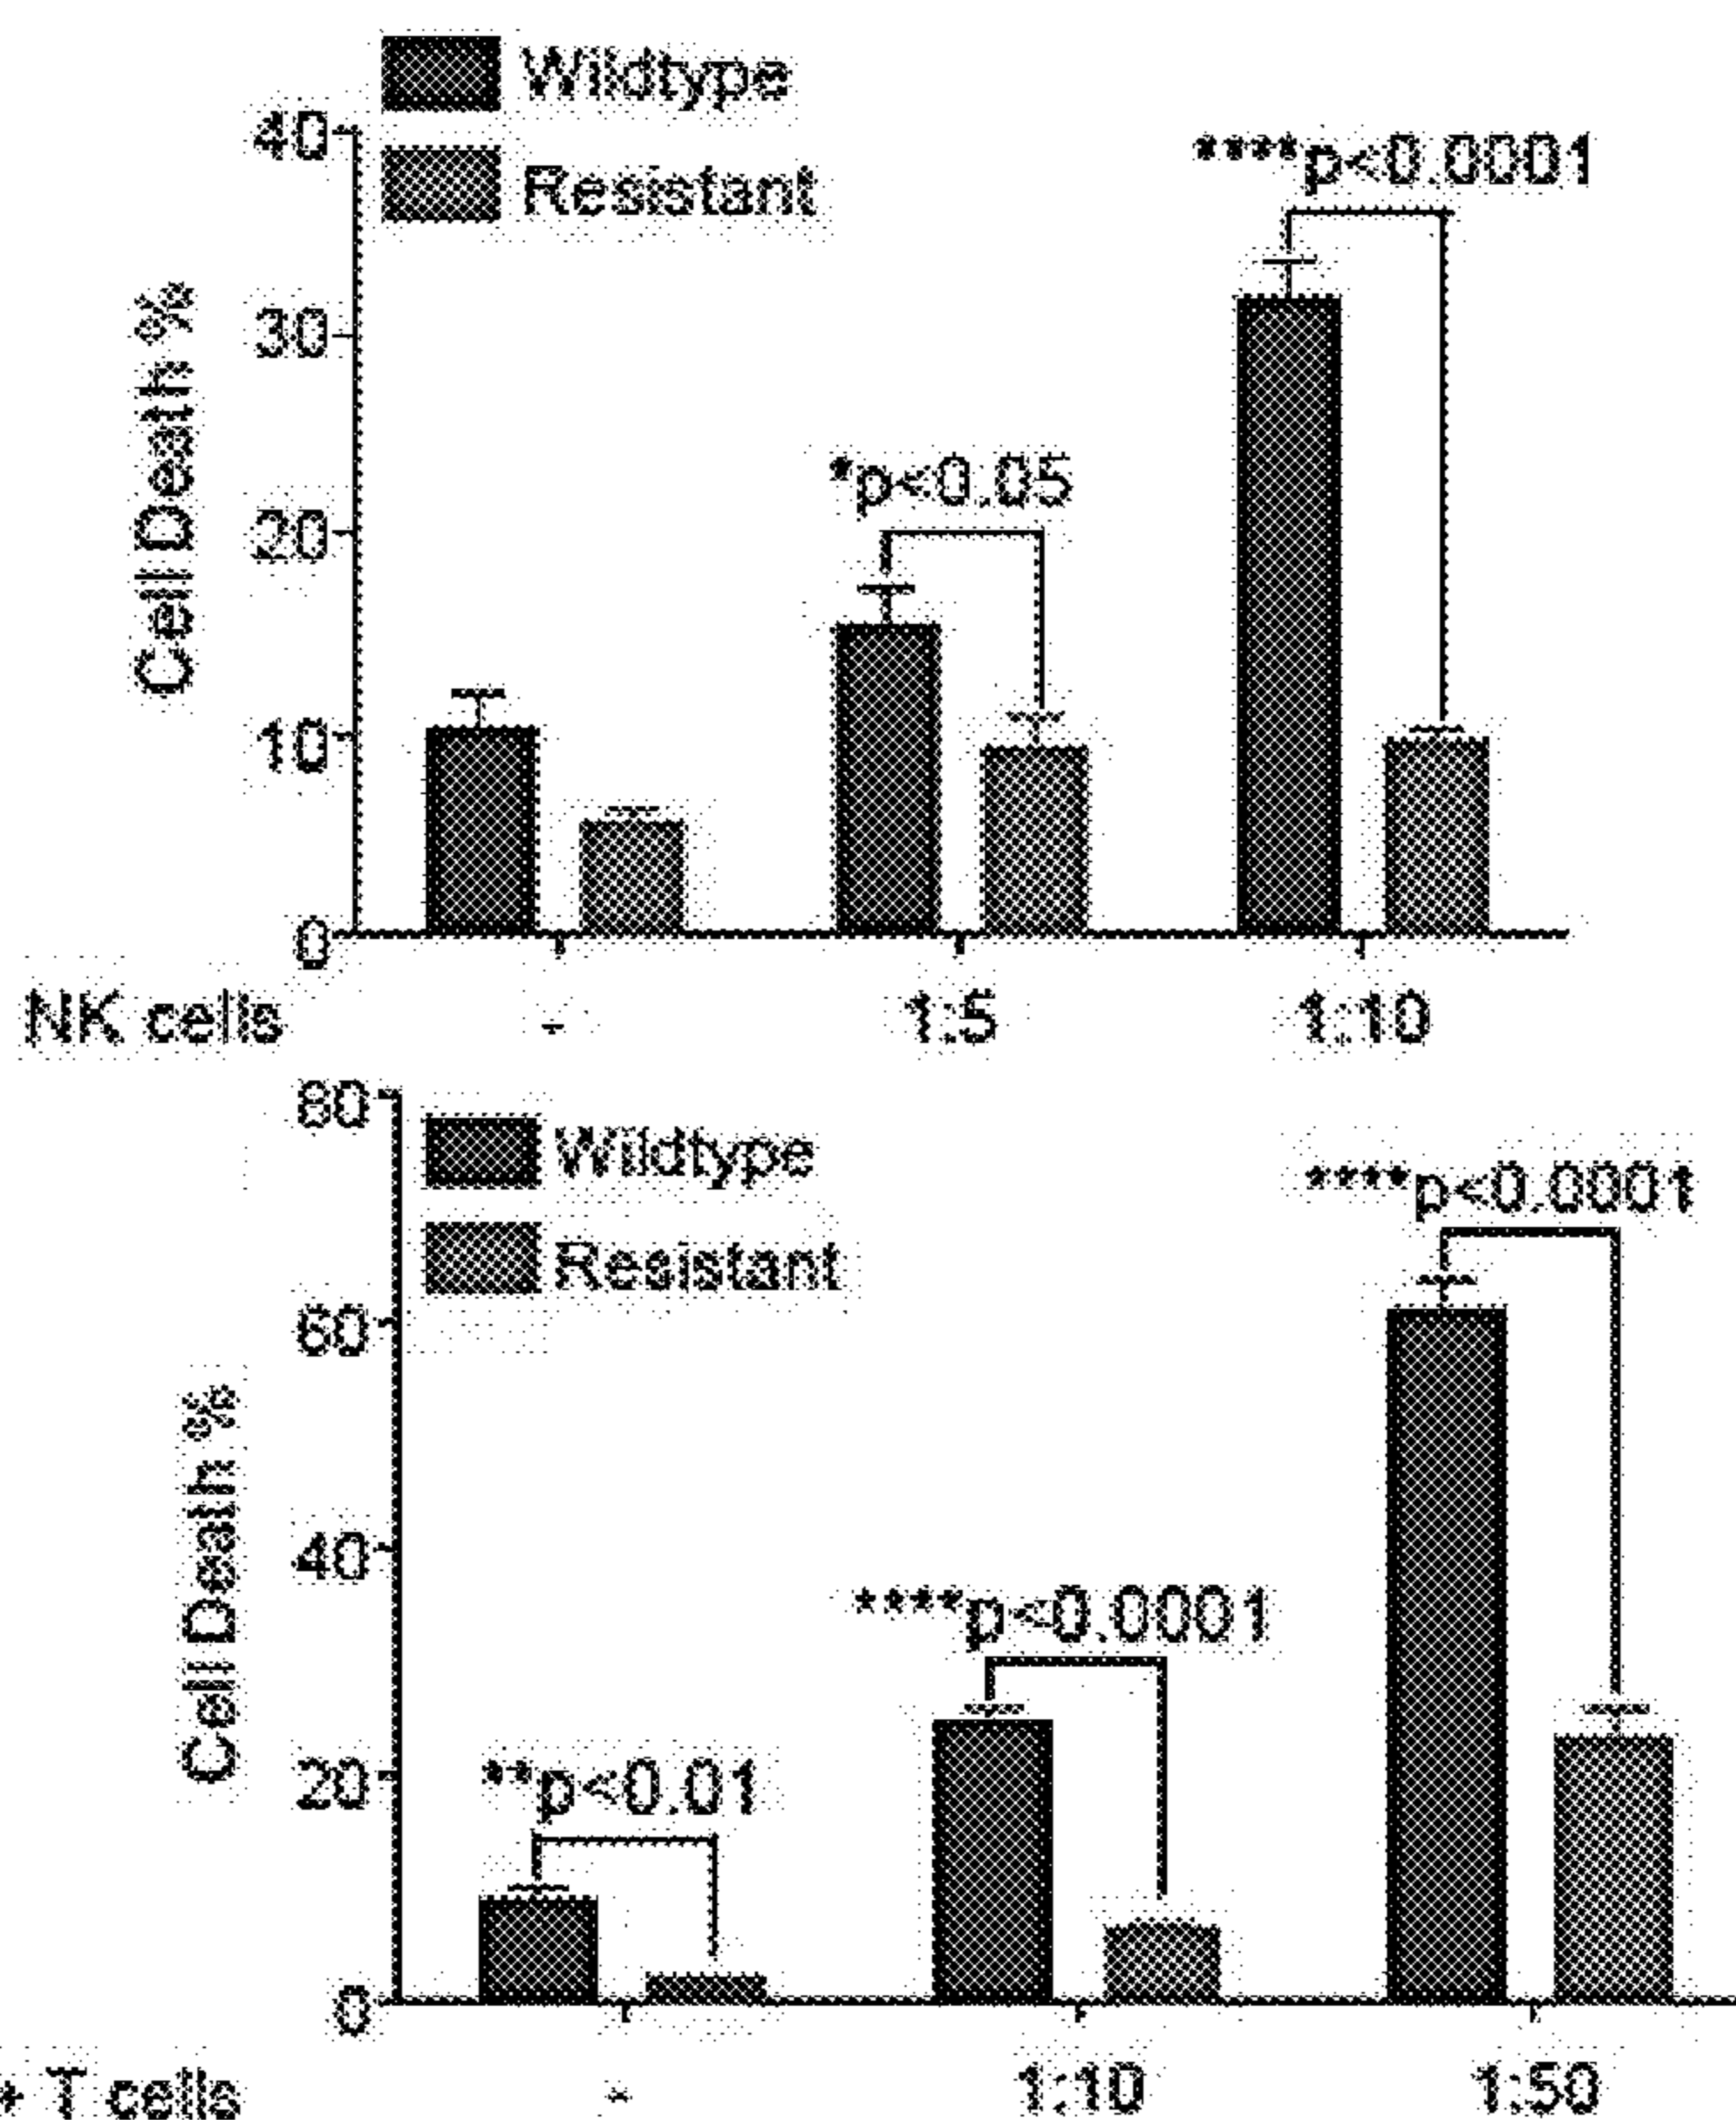 Wildtype
Resistant
40
30
20
10
0
Cell Death %
*p<0.05
****p<0.0001
NK cells - 1:5 1:10
80
60
40
20
0
Cell Death %
Wildtype
Resistant
**p<0.01
****p<0.0001
****p<0.0001
+ T cells - 1:10 1:50